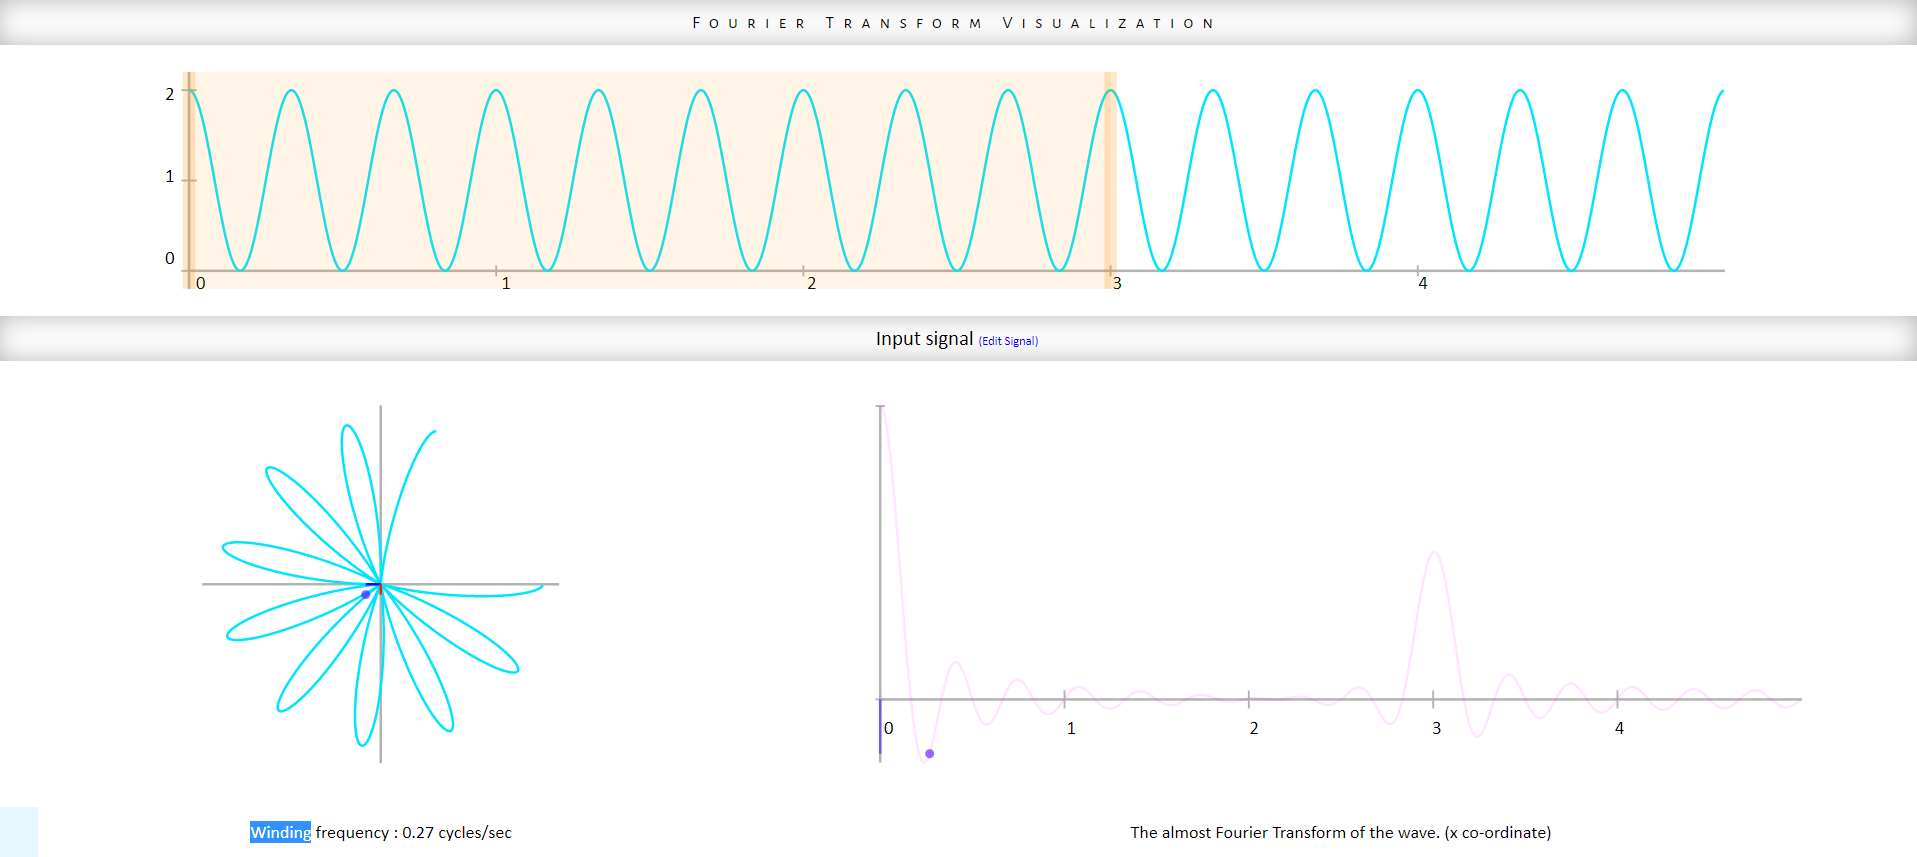 Fourier Transform Visualization
2
1
0
0 1 2 3 4
Input signal (Edit Signal)
0 1 2 3 4
Winding frequency : 0.27 cycles/sec
The almost Fourier Transform of the wave. (x co-ordinate)